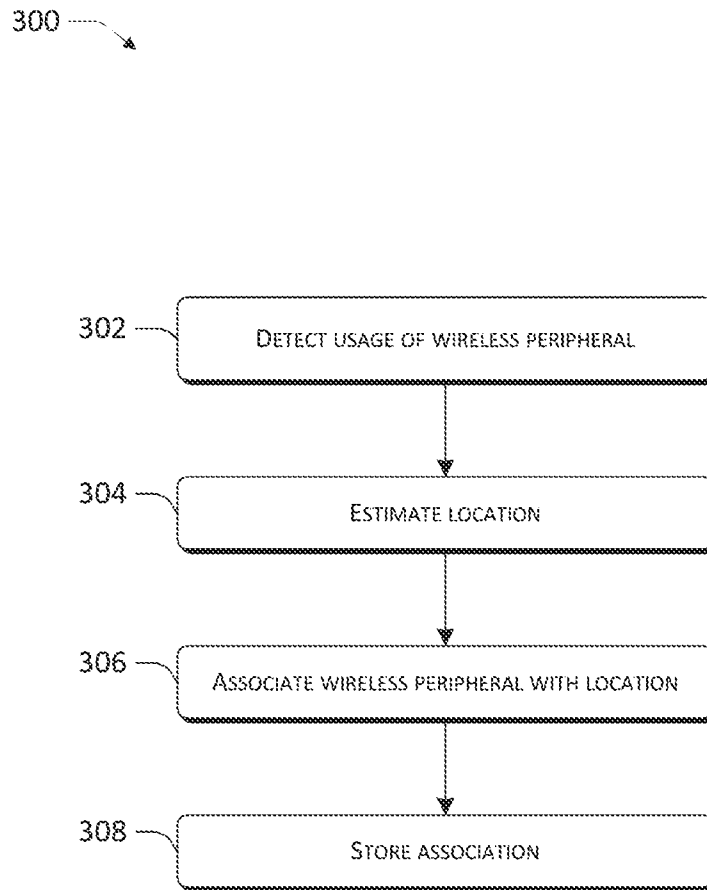 300
302
DETECT USAGE OF WIRELESS PERIPHERAL
304
ESTIMATE LOCATION
306
ASSOCIATE WIRELESS PERIPHERAL WITH LOCATION
308
STORE ASSOCIATION